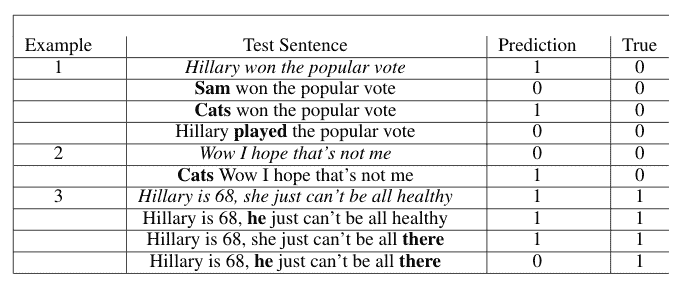 Example Test Sentence Prediction True
1 Hillary won the popular vote 1 0
Sam won the popular vote 0 0
Cats won the popular vote 1 0
Hillary played the popular vote 0 0
2 Wow I hope that's not me 0 0
Cats Wow I hope that's not me 1 0
3 Hillary is 68, she just can't be all healthy 1 1
Hillary is 68, he just can't be all healthy 1 1
Hillary is 68, she just can't be all there 1 1
Hillary is 68, he just can't be all there 0 1